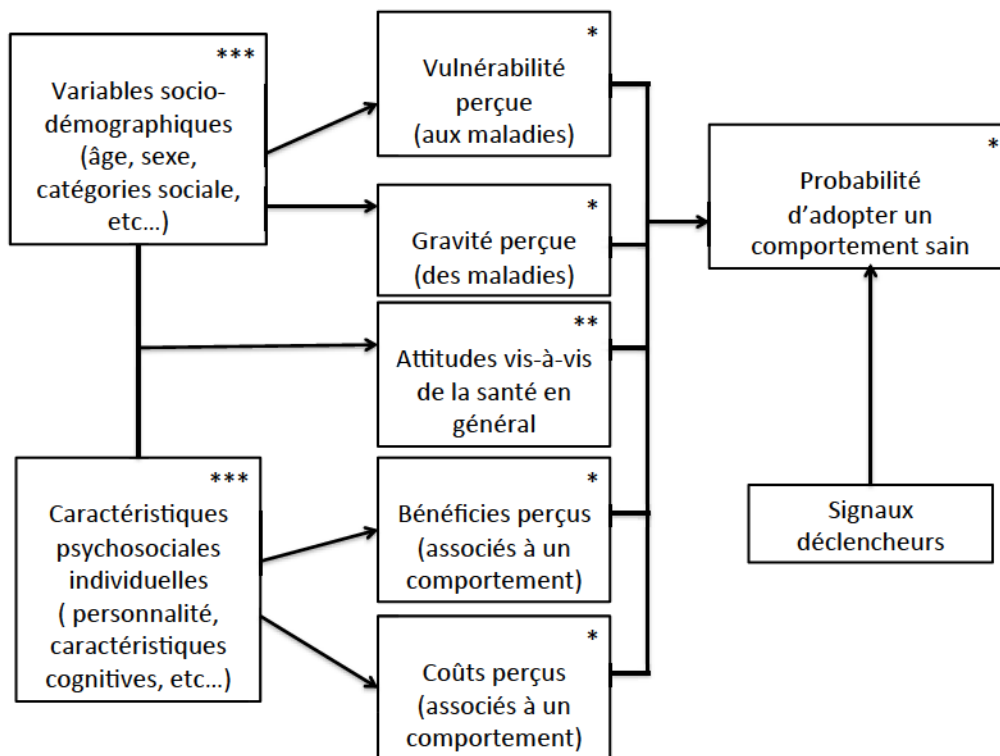 ***
Variables socio-
démographiques
(âge, sexe,
catégories sociale,
etc...)
*
Vulnérabilité
perçue
(aux maladies)
*
Gravité perçue
(des maladies)
**
Attitudes vis-à-vis
de la santé en
général
***
Caractéristiques
psychosociales
individuelles
( personnalité,
caractéristiques
cognitives, etc...)
*
Bénéficies perçus
(associés à un
comportement)
*
Coûts perçus
(associés à un
comportement)
*
Probabilité
d'adopter un
comportement sain
Signaux
déclencheurs